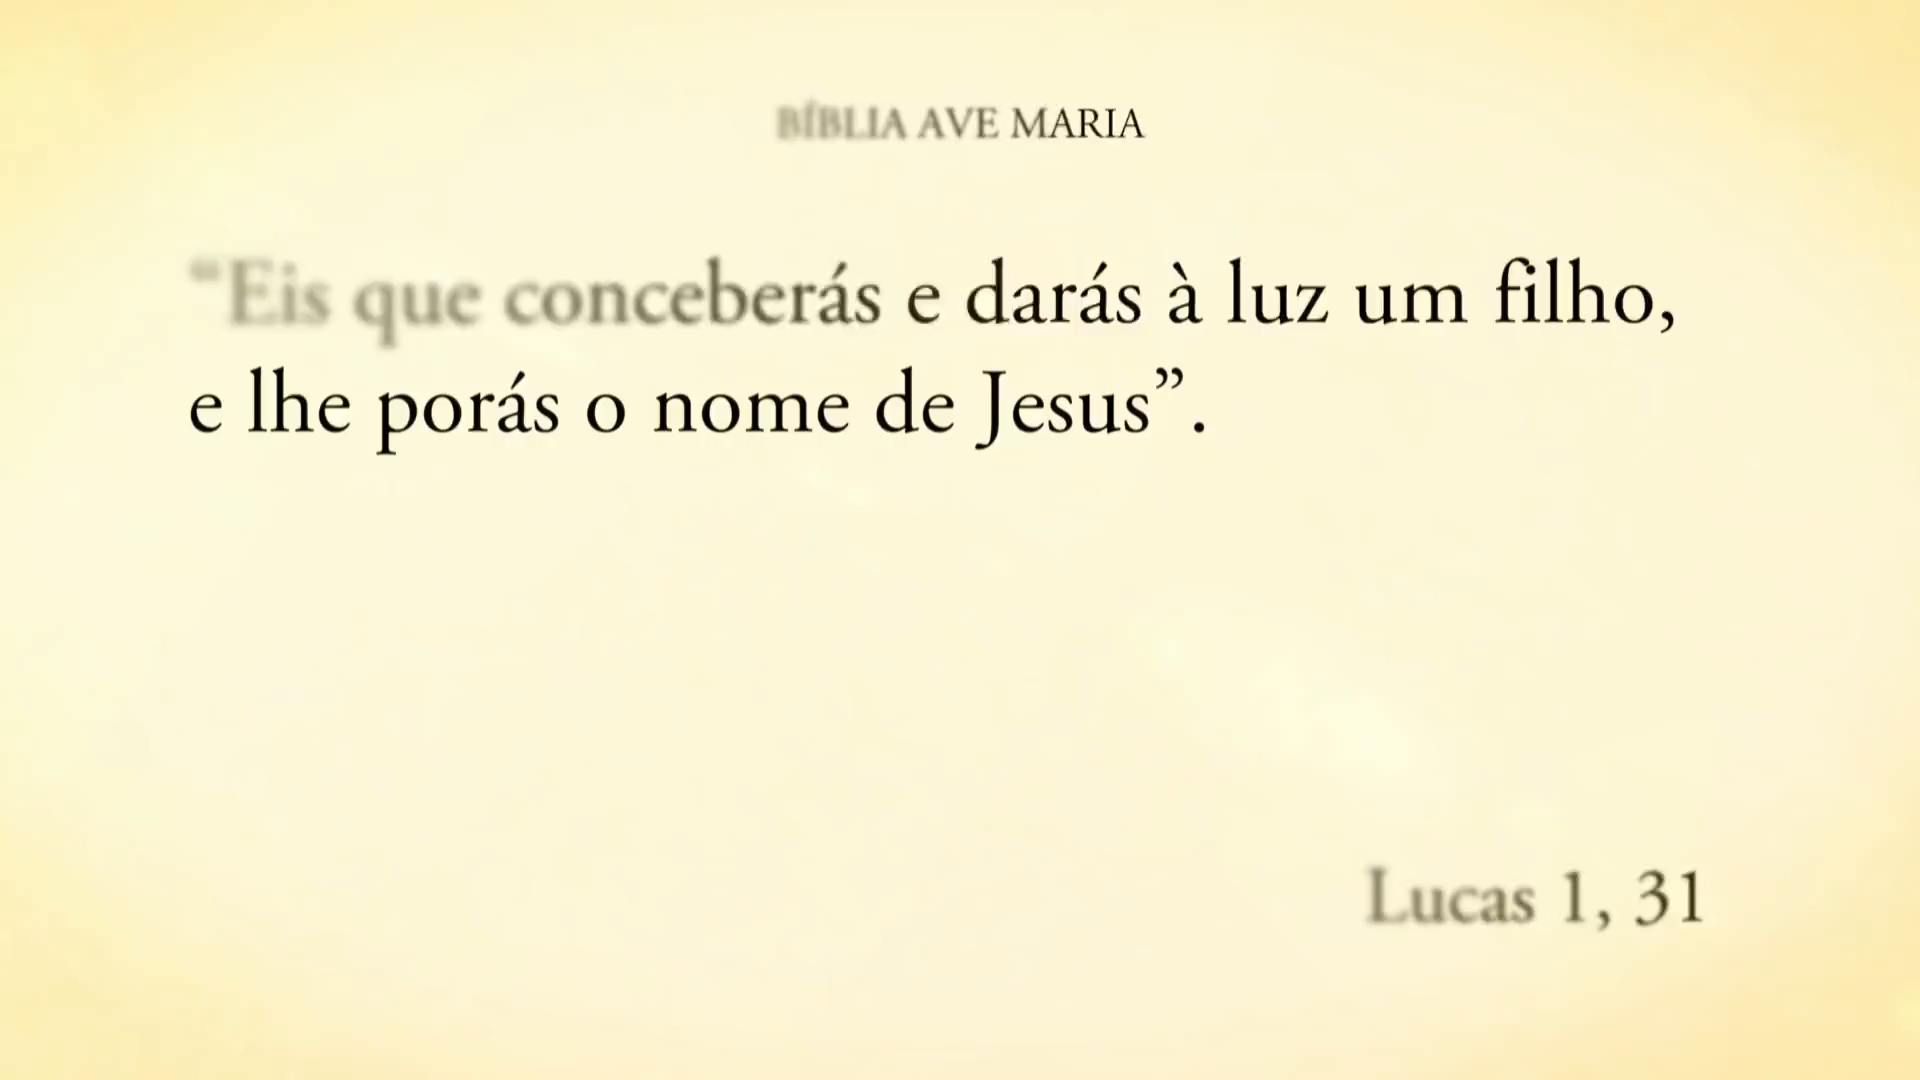 BÍBLIA AVE MARIA
“Eis que conceberás e darás à luz um filho,
e lhe porás o nome de Jesus”.
Lucas 1, 31